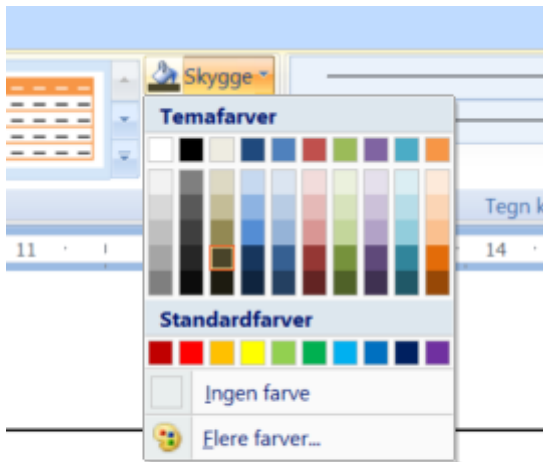 Skygge
Temafarver
Tegn k
11
14
Standardfarver
Ingen farve
Flere farver...